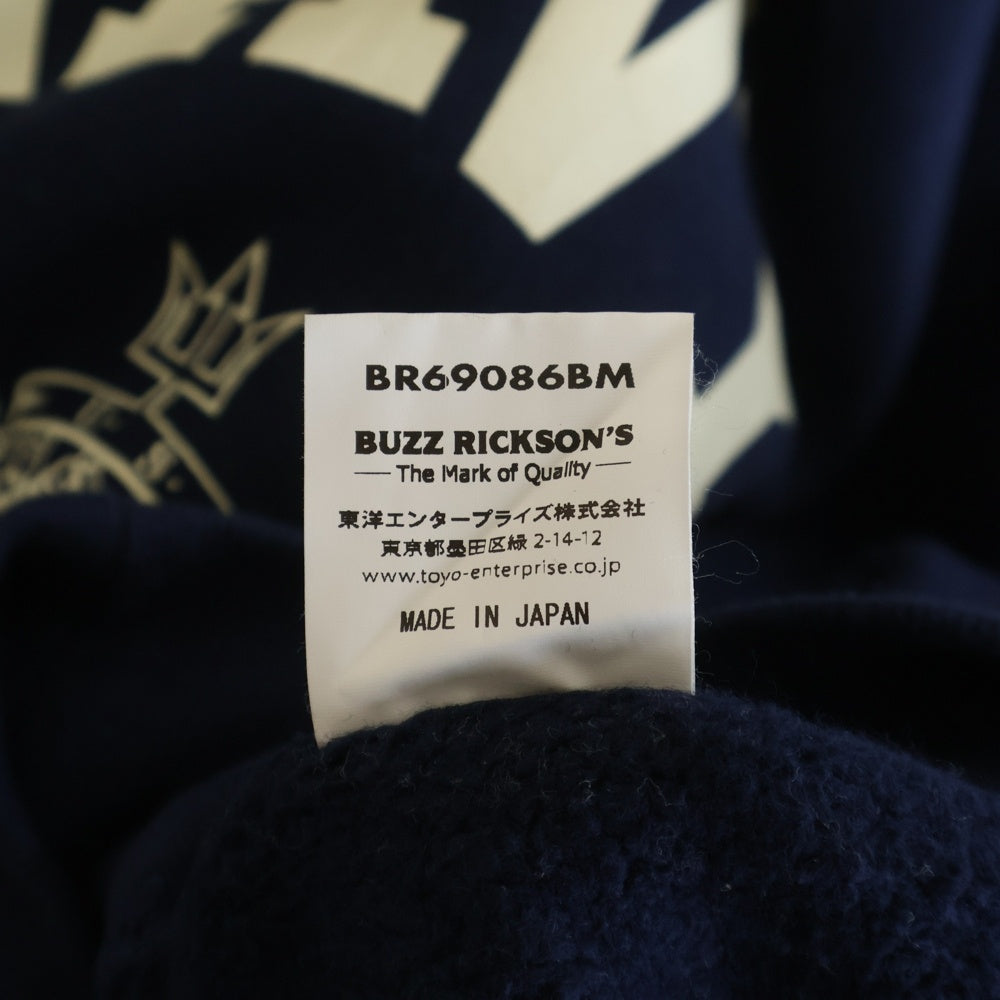 BR69086BM
BUZZ RICKSON'S
The Mark of Quality
東洋エンタープライズ株式会社
東京都墨田区緑 2-14-12
www.toyo-enterprise.co.jp
MADE IN JAPAN